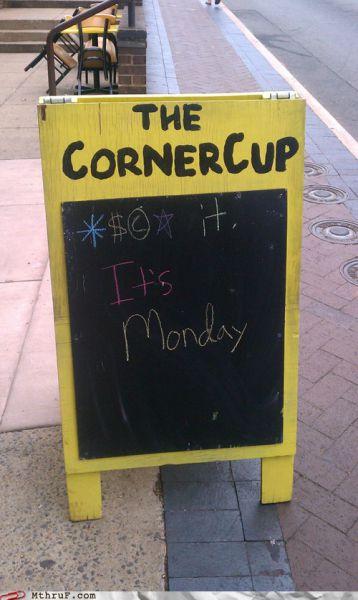 THE
CORNERCUP
*$©☆ it.
It's
Monday
MThruF.com